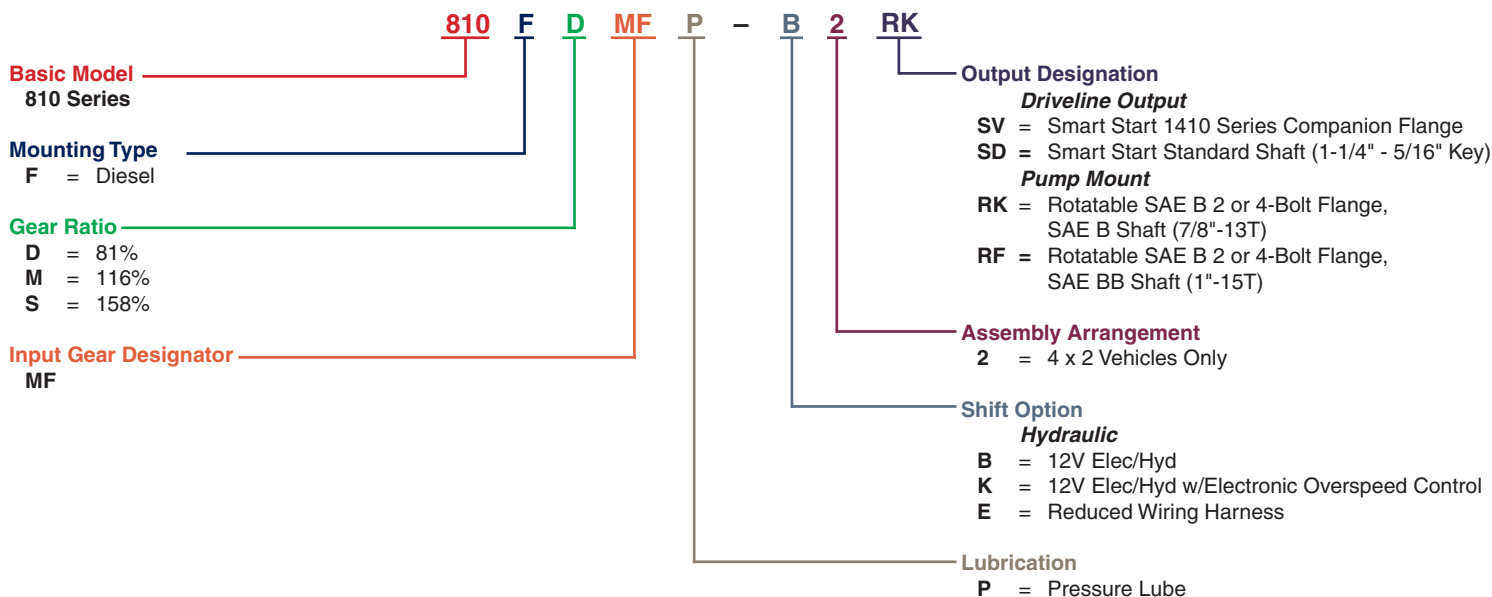 810 F D MF P – B 2 RK
Basic Model
810 Series
Mounting Type
F = Diesel
Gear Ratio
D = 81%
M = 116%
S = 158%
Input Gear Designator
MF
Output Designation
Driveline Output
SV = Smart Start 1410 Series Companion Flange
SD = Smart Start Standard Shaft (1-1/4" - 5/16" Key)
Pump Mount
RK = Rotatable SAE B 2 or 4-Bolt Flange,
SAE B Shaft (7/8"-13T)
RF = Rotatable SAE B 2 or 4-Bolt Flange,
SAE BB Shaft (1"-15T)
Assembly Arrangement
2 = 4 x 2 Vehicles Only
Shift Option
Hydraulic
B = 12V Elec/Hyd
K = 12V Elec/Hyd w/Electronic Overspeed Control
E = Reduced Wiring Harness
Lubrication
P = Pressure Lube